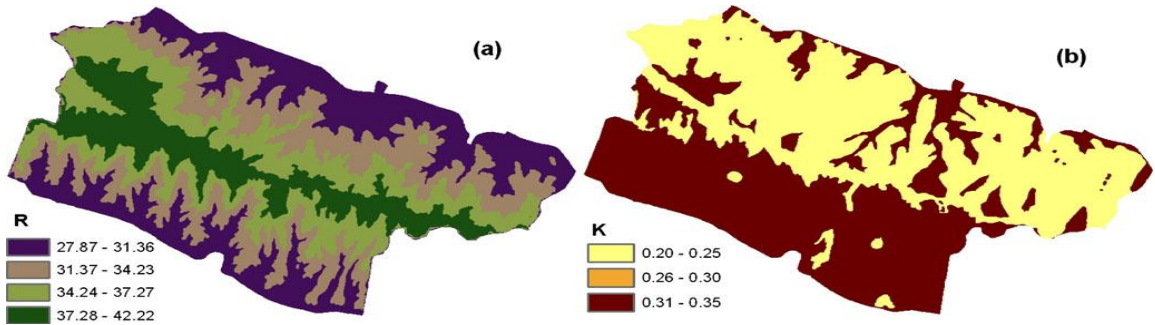 (a)
R
27.87 - 31.36
31.37 - 34.23
34.24 - 37.27
37.28 - 42.22
(b)
K
0.20 - 0.25
0.26 - 0.30
0.31 - 0.35